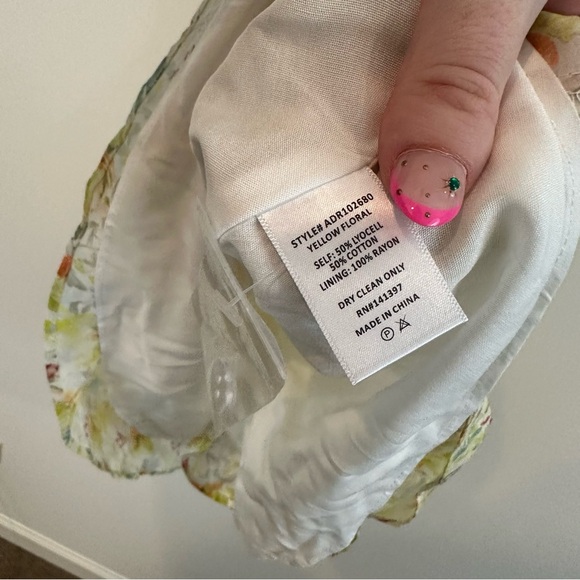 STYLE# ADR102680
YELLOW FLORAL
SELF: 50% LYOCELL
50% COTTON
LINING: 100% RAYON
DRY CLEAN ONLY
RN#141397
MADE IN CHINA
P